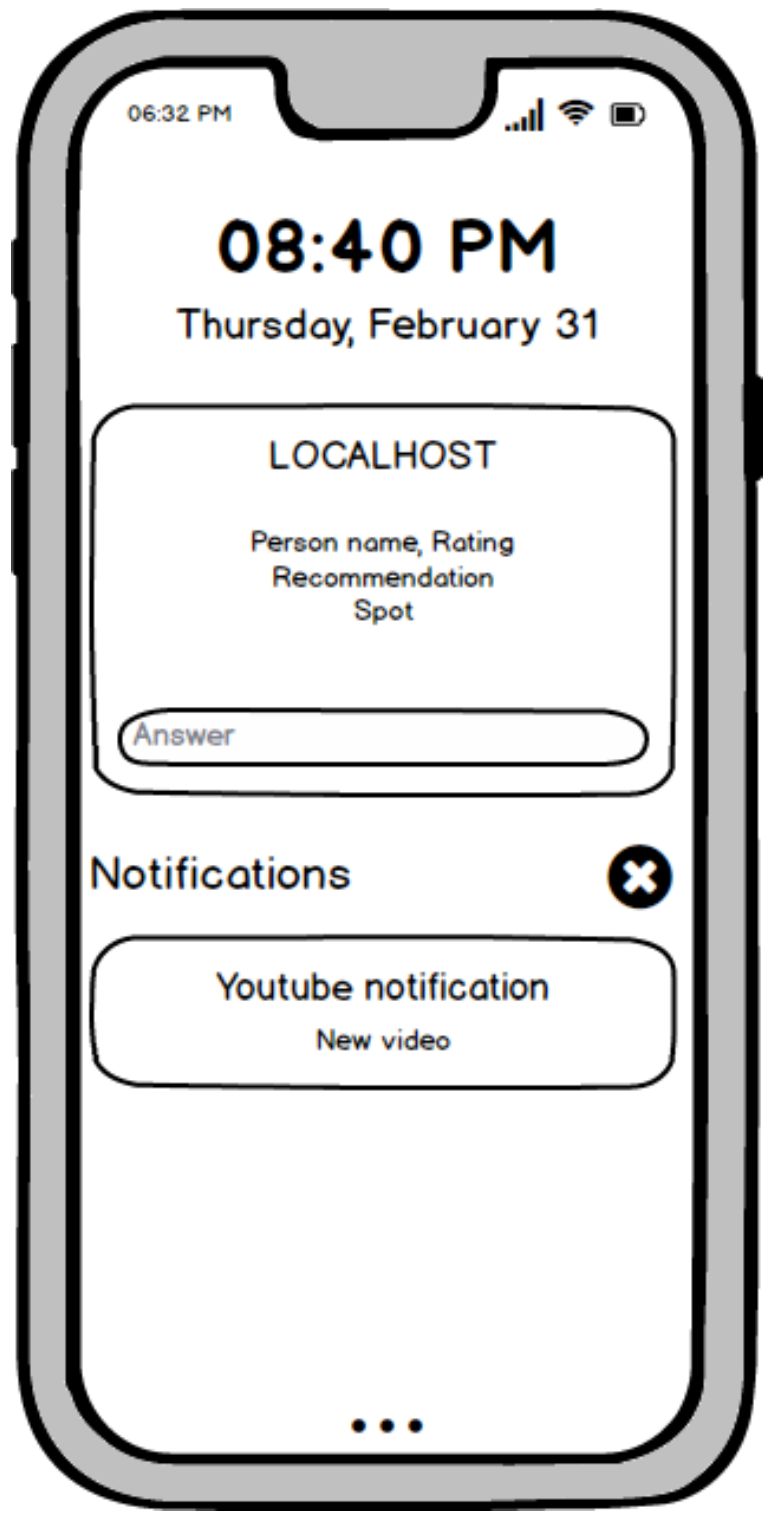 06:32 PM
08:40 PM
Thursday, February 31
LOCALHOST
Person name, Rating
Recommendation
Spot
Answer
Notifications
Youtube notification
New video